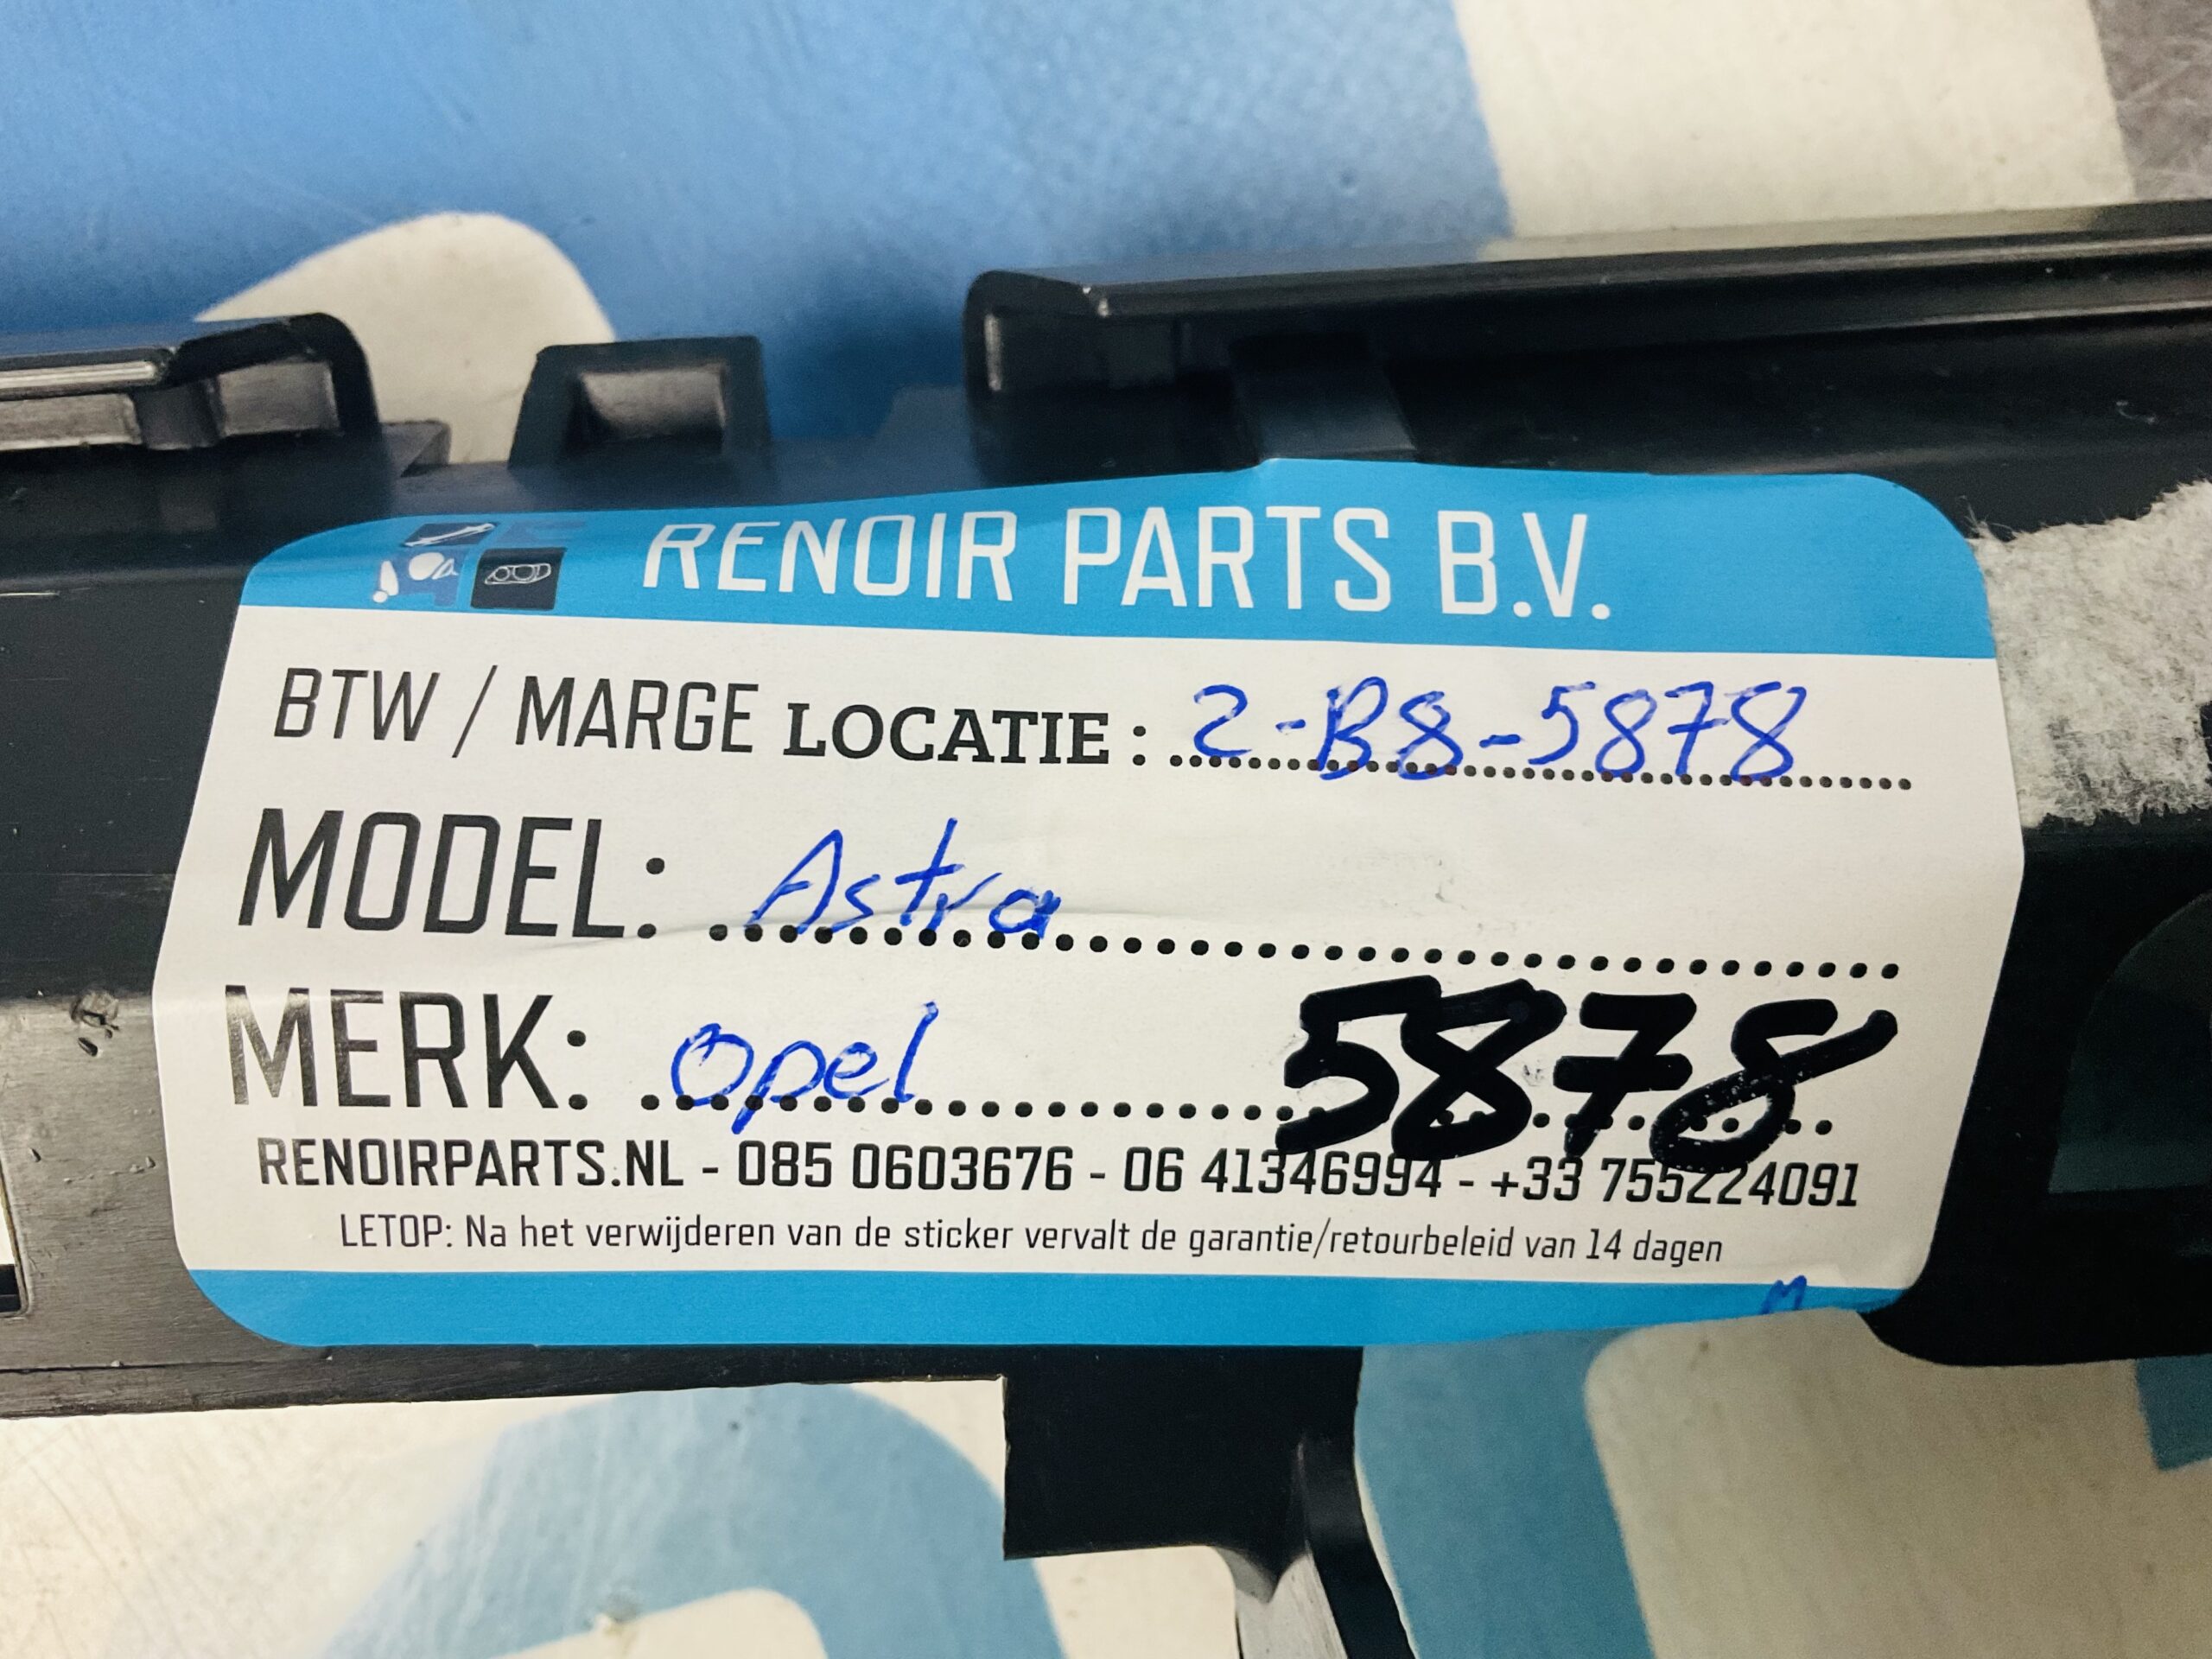 RENOIR PARTS B.V.
BTW / MARGE LOCATIE : 2-B8-5878
MODEL: Astra
MERK: Opel 5878
RENOIRPARTS.NL - 085 0603676 - 06 41346994 - +33 755224091
LETOP: Na het verwijderen van de sticker vervalt de garantie/retourbeleid van 14 dagen